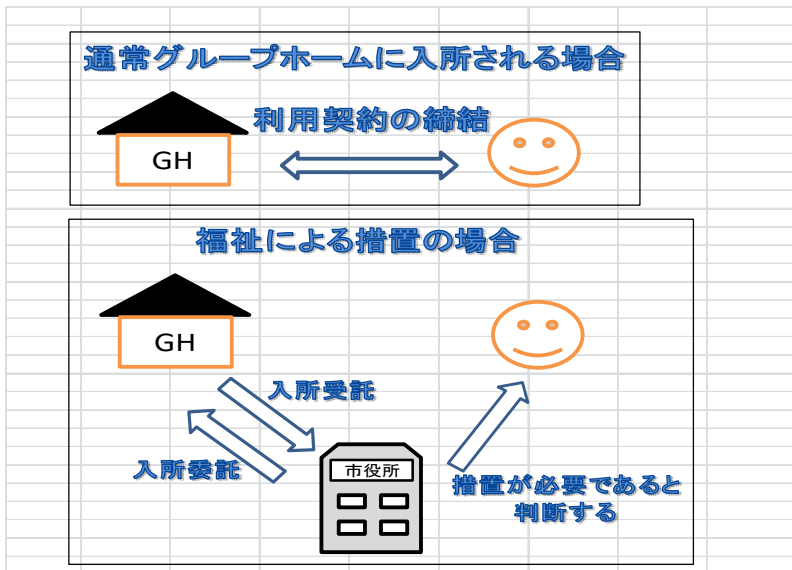 通常グループホームに入所される場合
利用契約の締結
GH
福祉による措置の場合
GH
入所受託
入所委託
市役所
措置が必要であると
判断する